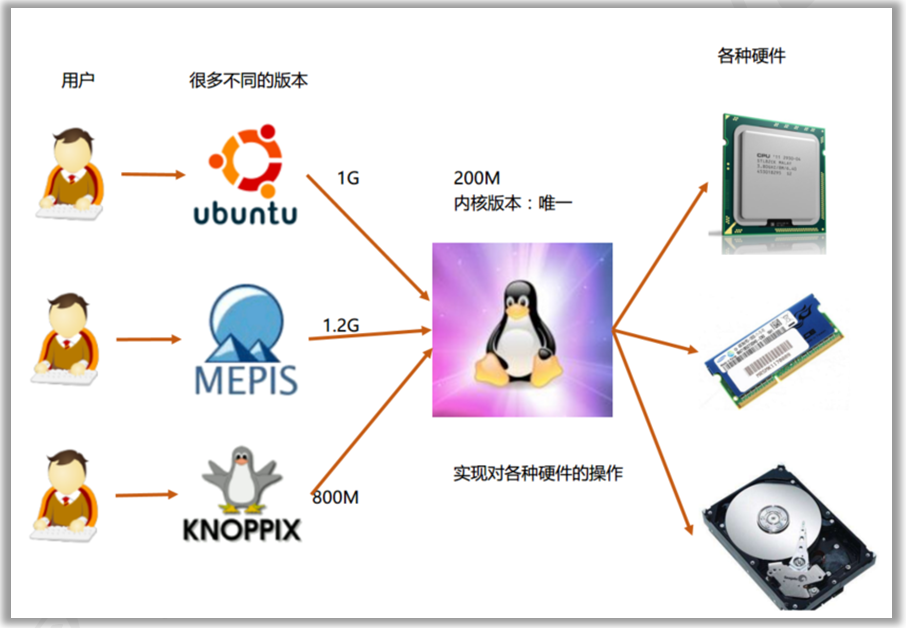 用户
很多不同的版本
各种硬件
ubuntu
1G
200M
内核版本：唯一
MEPIS
1.2G
KNOPPIX
800M
实现对各种硬件的操作